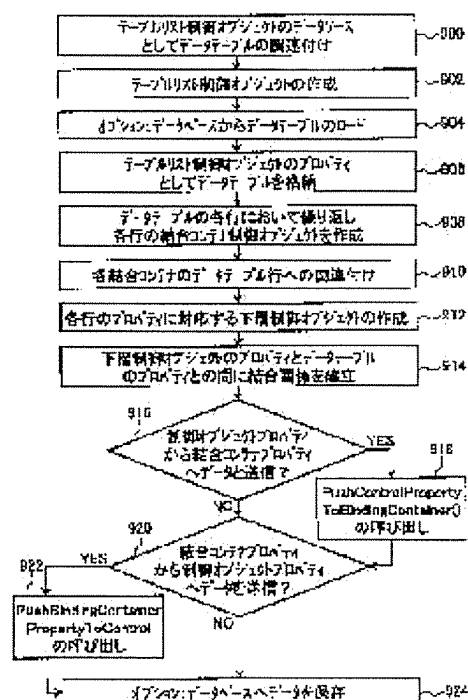 テーブルリスト制御オブジェクトのデータソース
としてデータテーブルの関連付け
900
テーブルリスト制御オブジェクトの作成
902
オプション:データベースからデータテーブルのロード
904
テーブルリスト制御オブジェクトのプロパティ
としてデータテーブルを格納
906
データテーブルの各行において繰り返し
各行の結合コンテナ制御オブジェクトを作成
908
各結合コンテナのデータテーブル行への関連付け
910
各行のプロパティに対応する下層制御オブジェクトの作成
912
下層制御オブジェクトのプロパティとデータテーブル
のプロパティとの間に結合関係を確立
914
916
制御オブジェクトプロパティ
から結合コンテナプロパティ
へデータを送信?
YES
918
PushControlProperty
ToBindingContainer()
の呼び出し
NO
920
結合コンテナプロパティ
から制御オブジェクトプロパティ
へデータを送信?
YES
922
PushBindingContainer
PropertyToControl
の呼び出し
NO
オプション:データベースへデータを保存
924